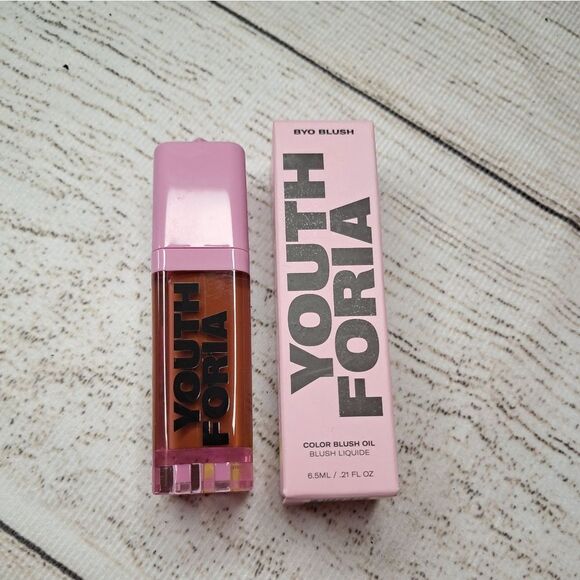 YOUTH
FORIA
BYO BLUSH
YOUTH
FORIA
COLOR BLUSH OIL
BLUSH LIQUIDE
6.5ML / .21 FL OZ